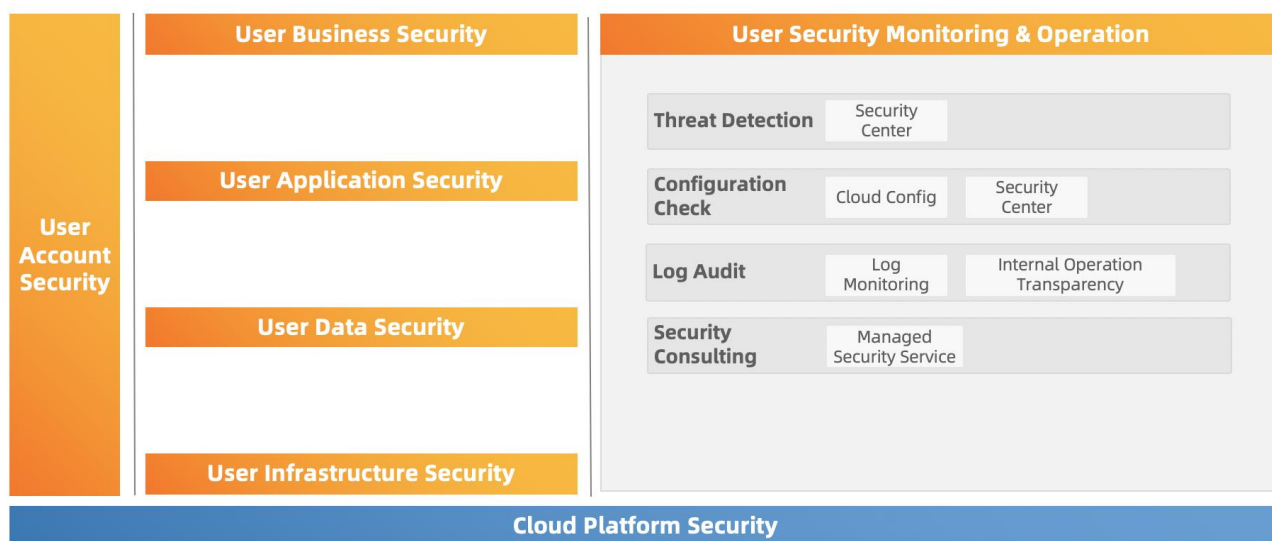 User
Account
Security
User Business Security
User Application Security
User Data Security
User Infrastructure Security
User Security Monitoring & Operation
Threat Detection
Security
Center
Configuration
Check
Cloud Config
Security
Center
Log Audit
Log
Monitoring
Internal Operation
Transparency
Security
Consulting
Managed
Security Service
Cloud Platform Security